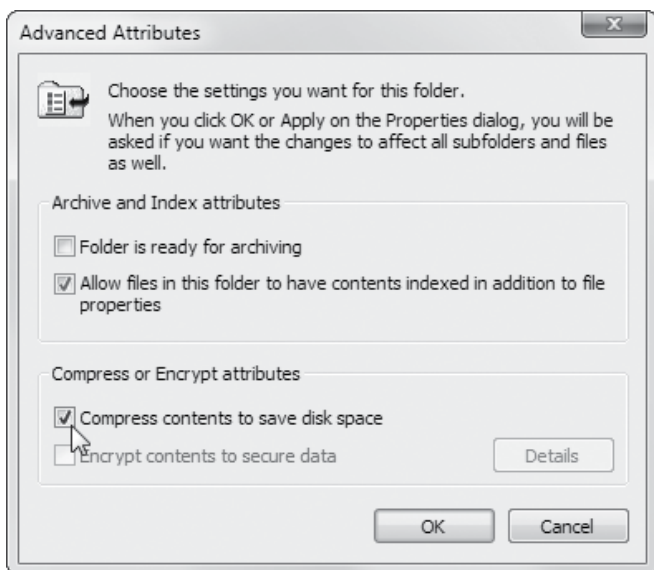 Advanced Attributes
Choose the settings you want for this folder.
When you click OK or Apply on the Properties dialog, you will be
asked if you want the changes to affect all subfolders and files
as well.
Archive and Index attributes
Folder is ready for archiving
Allow files in this folder to have contents indexed in addition to file
properties
Compress or Encrypt attributes
Compress contents to save disk space
Encrypt contents to secure data
Details
OK
Cancel